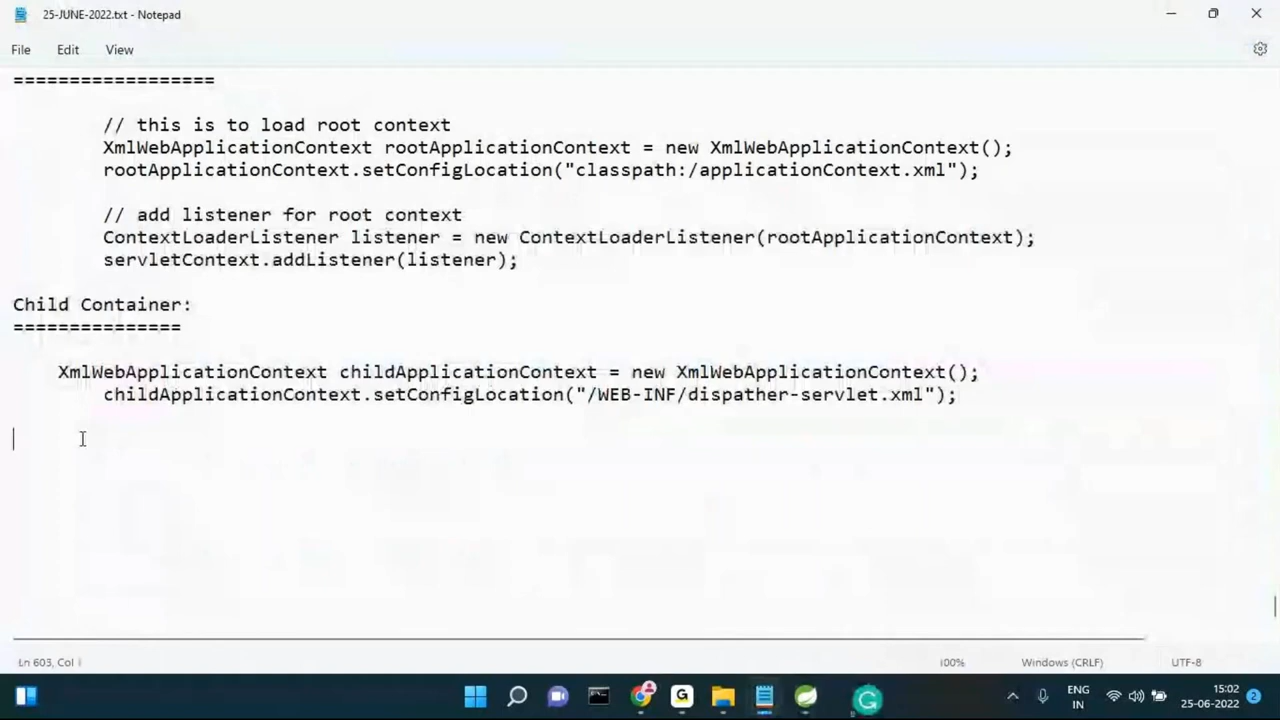 25-JUNE-2022.txt - Notepad
File Edit View
==================
// this is to load root context
XmlWebApplicationContext rootApplicationContext = new XmlWebApplicationContext();
rootApplicationContext.setConfigLocation("classpath:/applicationContext.xml");
// add listener for root context
ContextLoaderListener listener = new ContextLoaderListener(rootApplicationContext);
servletContext.addListener(listener);
Child Container:
===============
XmlWebApplicationContext childApplicationContext = new XmlWebApplicationContext();
childApplicationContext.setConfigLocation("/WEB-INF/dispather-servlet.xml");
Ln 603, Col 1 100% Windows (CRLF) UTF-8
ENG 15:02
IN 25-06-2022 2